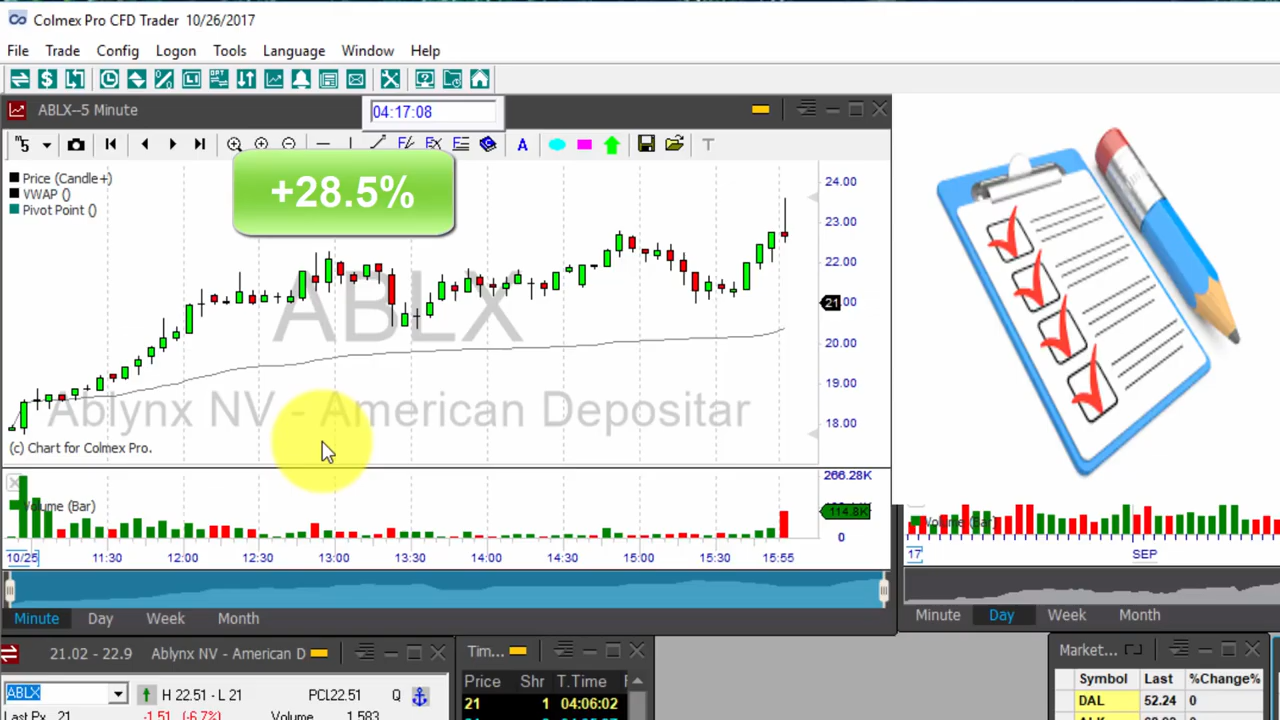 Colmex Pro CFD Trader 10/26/2017
File Trade Config Logon Tools Language Window Help
ABLX--5 Minute
04:17:08
5
A
T
+28.5%
Price (Candle+)
VWAP ()
Pivot Point ()
24.00
23.00
22.00
21
.00
20.00
19.00
18.00
ABLX
Ablynx NV - American Depositar
(c) Chart for Colmex Pro.
266.28K
Volume (Bar)
114.8K
0
10/25 11:30 12:00 12:30 13:00 13:30 14:00 14:30 15:00 15:30 15:55
Minute Day Week Month
Volume (Bar)
17 SEP
Minute Day Week Month
21.02 - 22.9 Ablynx NV - American D
ABLX
H 22.51 - L 21 PCL22.51 Q
Last Px 21 -1.51 (-6.7%) Volume 1,583
Tim...
Price Shr T.Time
21 1 04:06:02
Market...
Symbol Last %Change%
DAL 52.24 0